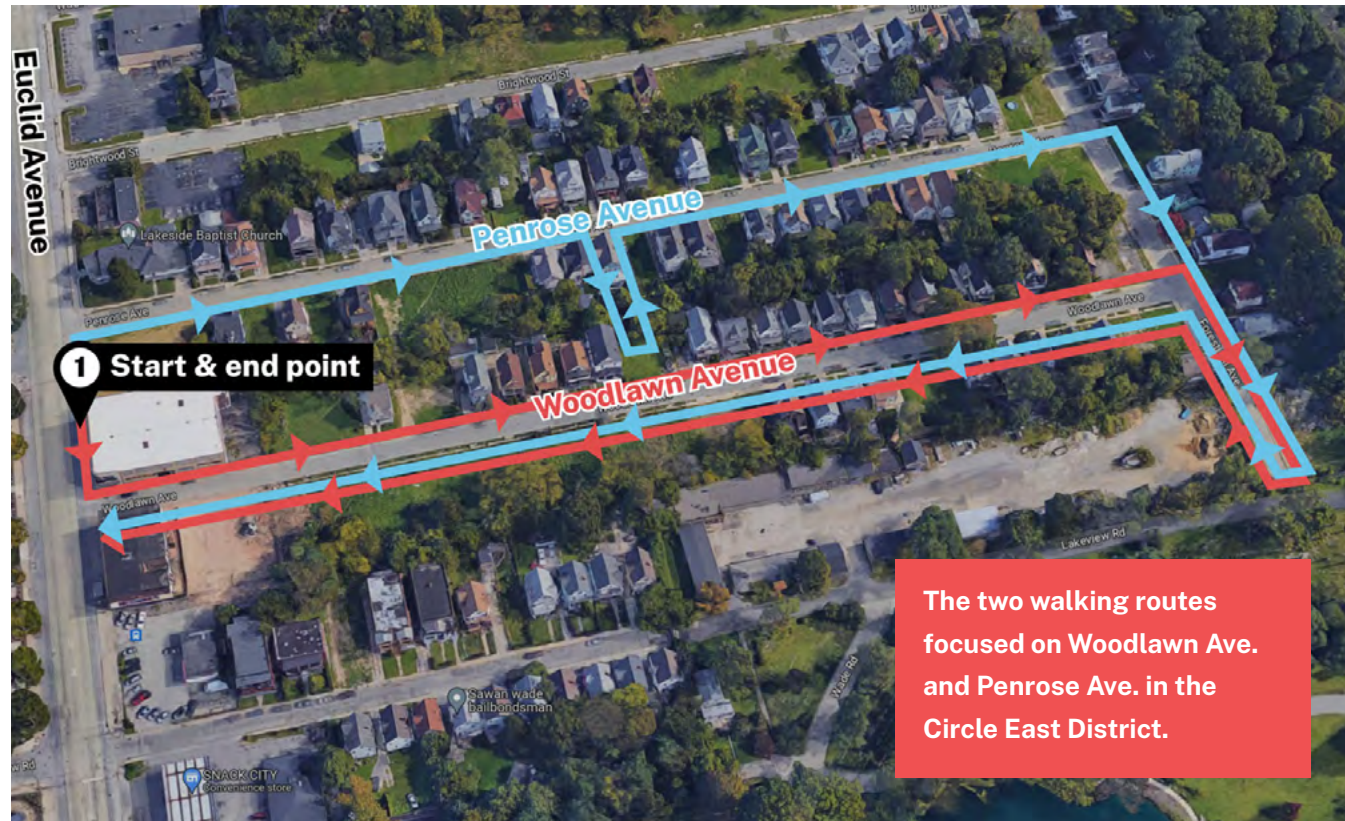 Euclid Avenue
Brightwood St
Brightwood St
Lakeside Baptist Church
Penrose Avenue
Penrose Ave
1 Start & end point
Woodlawn Avenue
Woodlawn Ave
Woodlawn Ave
Forest
Ave
Lakeview Rd
Wade Rd
Sawan wade
bailbondsman
SNACK CITY
Convenience store
The two walking routes
focused on Woodlawn Ave.
and Penrose Ave. in the
Circle East District.